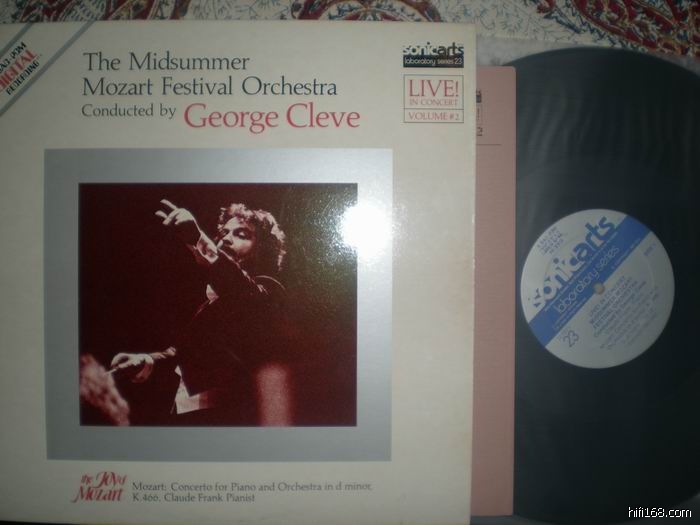 DIGITAL
RECORDING
The Midsummer
Mozart Festival Orchestra
Conducted by George Cleve
sonicarts
laboratory series 23
LIVE!
IN CONCERT
VOLUME #2
the Joy of
Mozart
Mozart: Concerto for Piano and Orchestra in d minor,
K.466, Claude Frank Pianist
sonicarts
laboratory series
23
hifi168.com